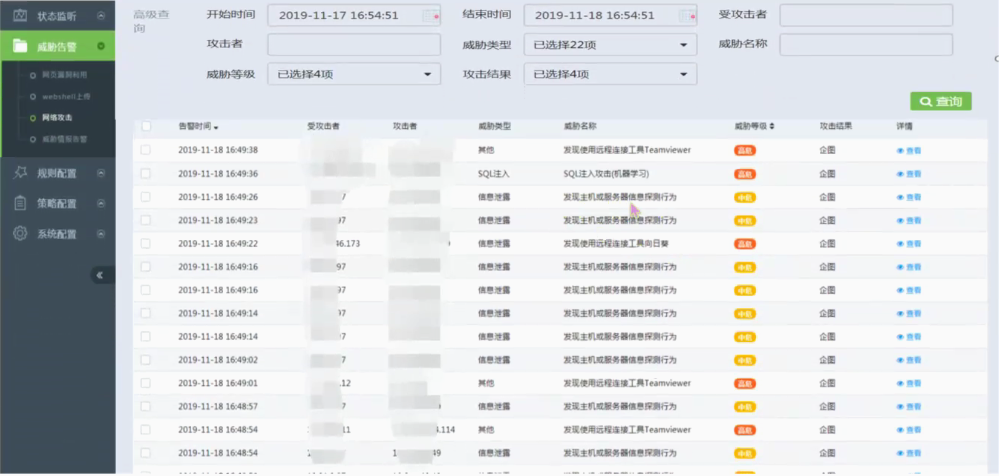 状态监听
威胁告警
网页漏洞利用
webshell上传
网络攻击
威胁情报告警
规则配置
策略配置
系统配置
高级查询
开始时间 2019-11-17 16:54:51 结束时间 2019-11-18 16:54:51 受攻击者
攻击者 威胁类型 已选择22项 威胁名称
威胁等级 已选择4项 攻击结果 已选择4项
查询
告警时间 受攻击者 攻击者 威胁类型 威胁名称 威胁等级 攻击结果 详情
2019-11-18 16:49:38 其他 发现使用远程连接工具Teamviewer 高危 企图 查看
2019-11-18 16:49:36 SQL注入 SQL注入攻击(机器学习) 高危 企图 查看
2019-11-18 16:49:26 7 信息泄露 发现主机或服务器信息探测行为 中危 企图 查看
2019-11-18 16:49:23 97 信息泄露 发现主机或服务器信息探测行为 中危 企图 查看
2019-11-18 16:49:22 46.173 9 信息泄露 发现使用远程连接工具向日葵 高危 企图 查看
2019-11-18 16:49:16 97 信息泄露 发现主机或服务器信息探测行为 中危 企图 查看
2019-11-18 16:49:16 97 信息泄露 发现主机或服务器信息探测行为 中危 企图 查看
2019-11-18 16:49:14 97 信息泄露 发现主机或服务器信息探测行为 中危 企图 查看
2019-11-18 16:49:14 97 信息泄露 发现主机或服务器信息探测行为 中危 企图 查看
2019-11-18 16:49:02 7 信息泄露 发现主机或服务器信息探测行为 中危 企图 查看
2019-11-18 16:49:01 .12 其他 发现使用远程连接工具Teamviewer 高危 企图 查看
2019-11-18 16:48:57 7 信息泄露 发现主机或服务器信息探测行为 中危 企图 查看
2019-11-18 16:48:54 1 11 .114 其他 发现使用远程连接工具Teamviewer 高危 企图 查看
2019-11-18 16:48:54 2 1 49 信息泄露 发现主机或服务器信息探测行为 中危 企图 查看